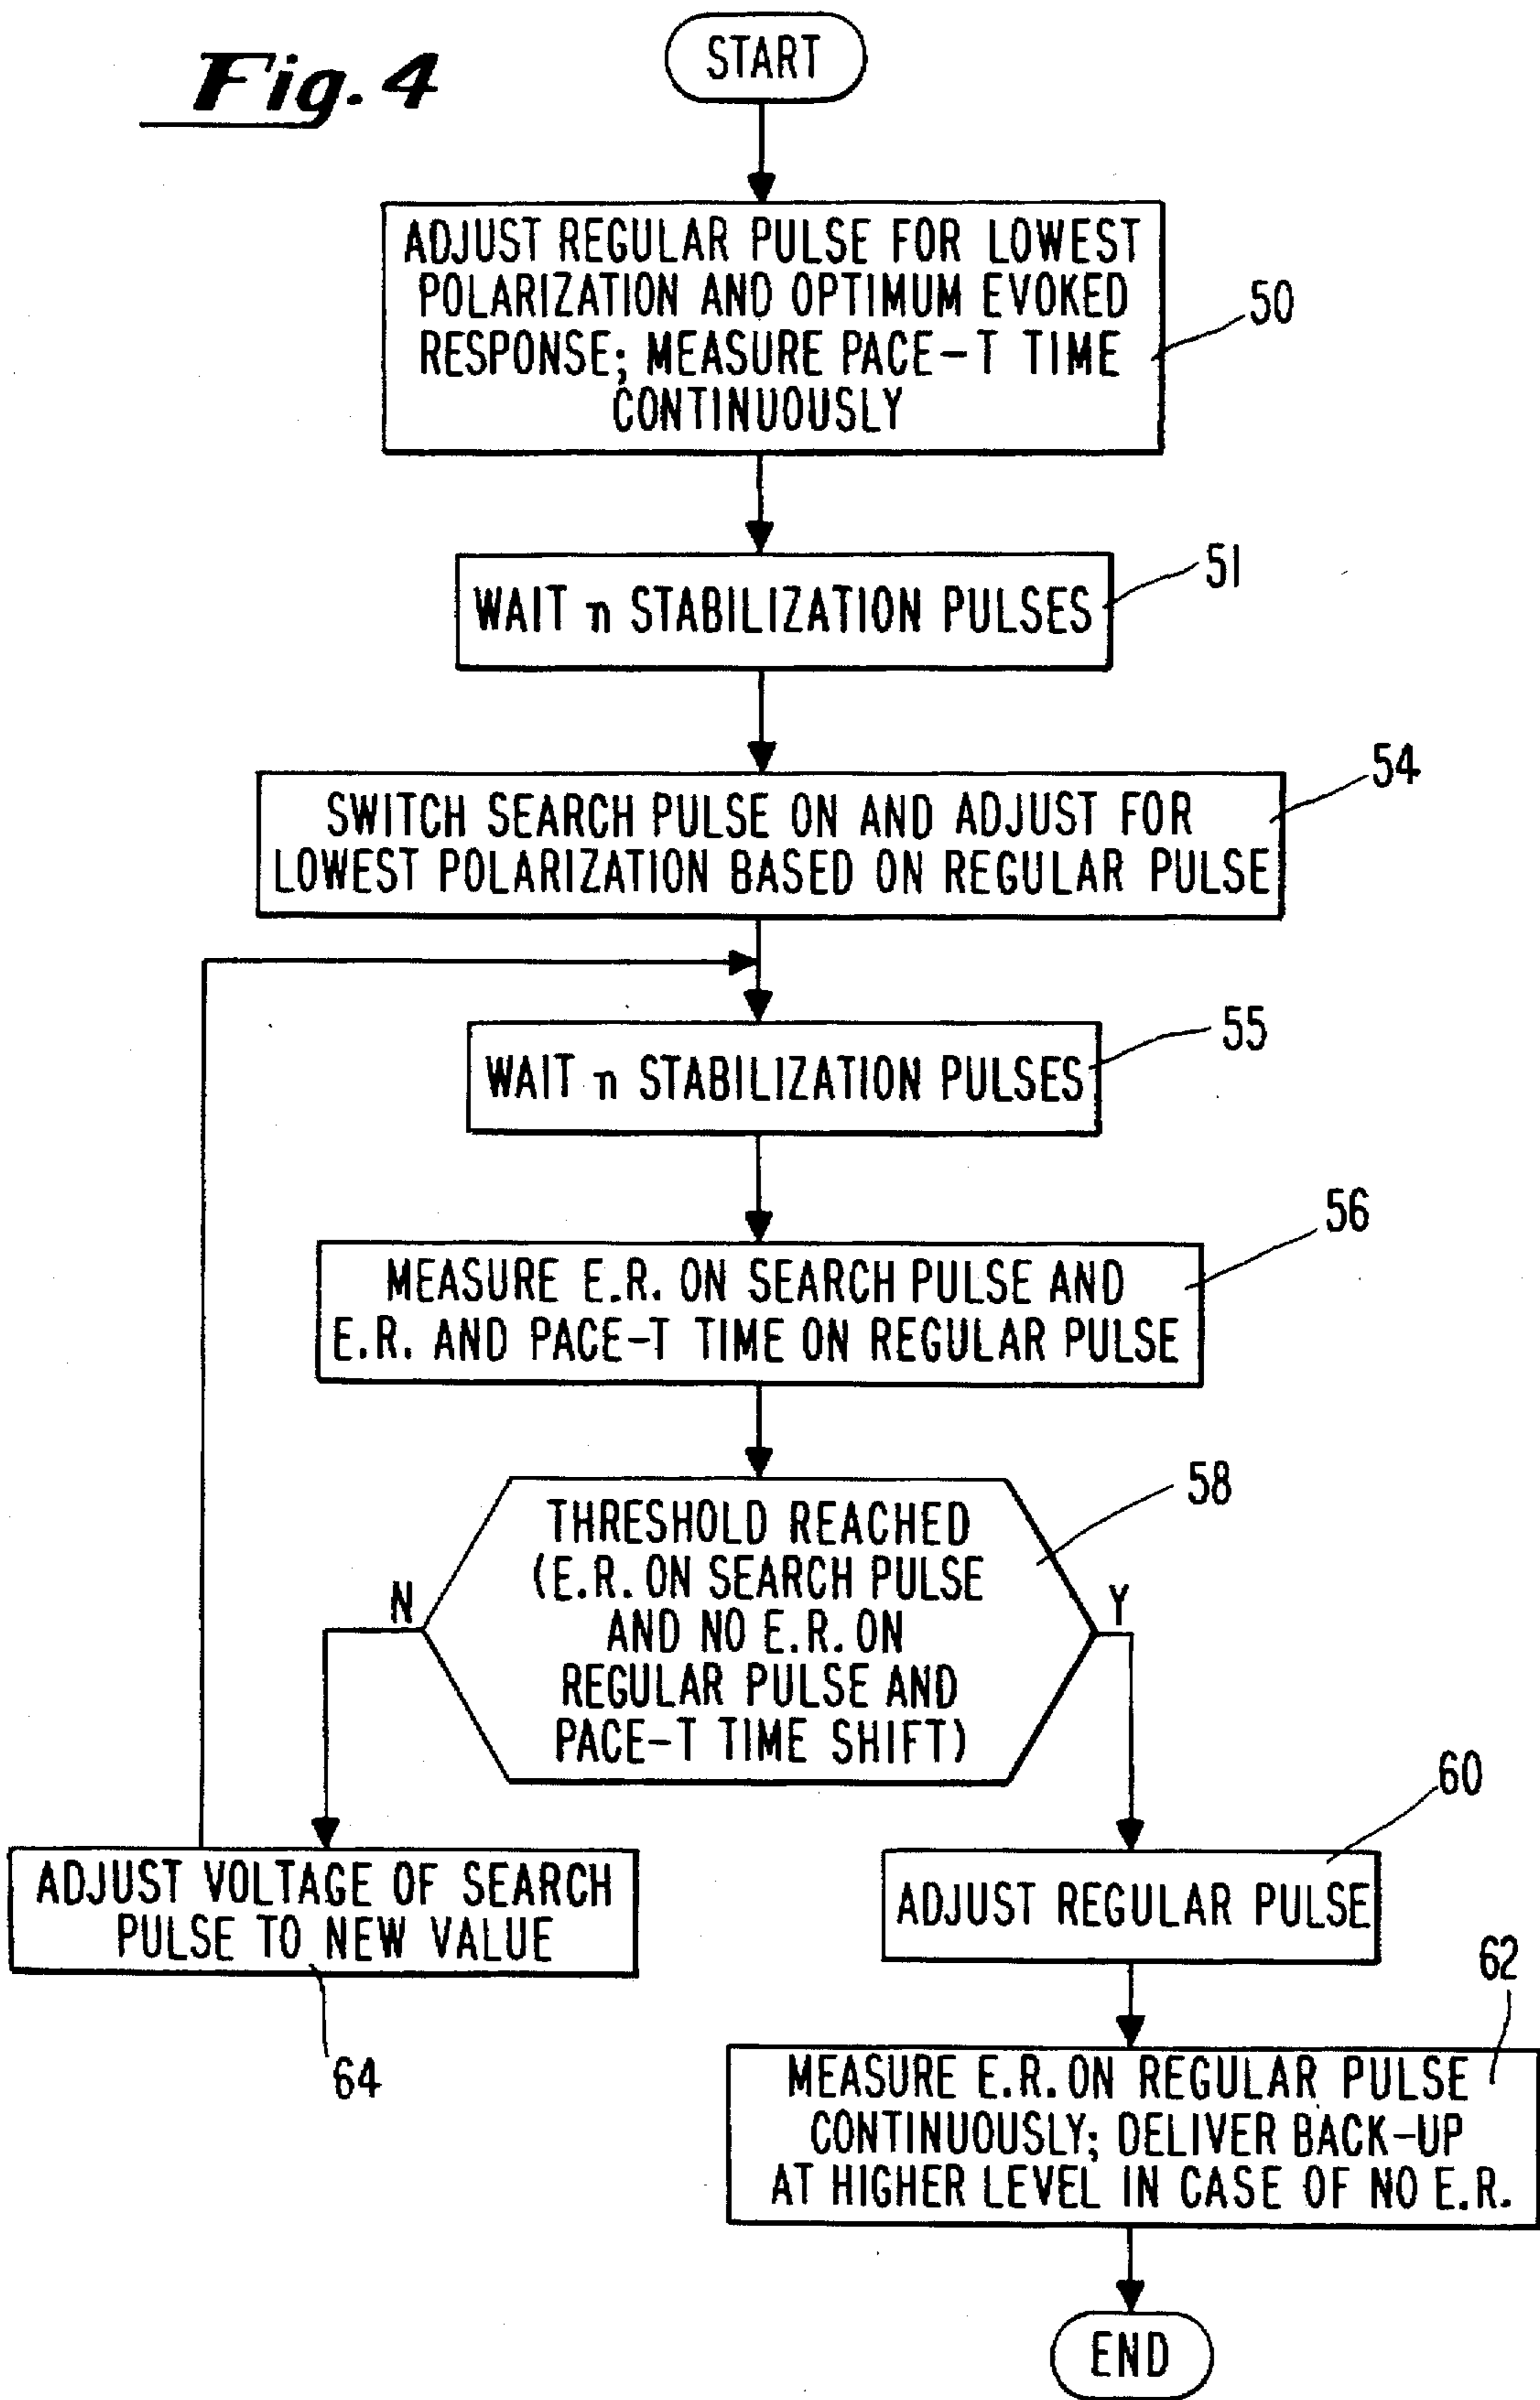 Fig. 4
START
ADJUST REGULAR PULSE FOR LOWEST
POLARIZATION AND OPTIMUM EVOKED
RESPONSE; MEASURE PACE-T TIME
CONTINUOUSLY
50
WAIT n STABILIZATION PULSES
51
SWITCH SEARCH PULSE ON AND ADJUST FOR
LOWEST POLARIZATION BASED ON REGULAR PULSE
54
WAIT n STABILIZATION PULSES
55
MEASURE E.R. ON SEARCH PULSE AND
E.R. AND PACE-T TIME ON REGULAR PULSE
56
THRESHOLD REACHED
(E.R. ON SEARCH PULSE
AND NO E.R. ON
REGULAR PULSE AND
PACE-T TIME SHIFT)
58
N
Y
ADJUST VOLTAGE OF SEARCH
PULSE TO NEW VALUE
64
ADJUST REGULAR PULSE
60
MEASURE E.R. ON REGULAR PULSE
CONTINUOUSLY; DELIVER BACK-UP
AT HIGHER LEVEL IN CASE OF NO E.R.
62
END